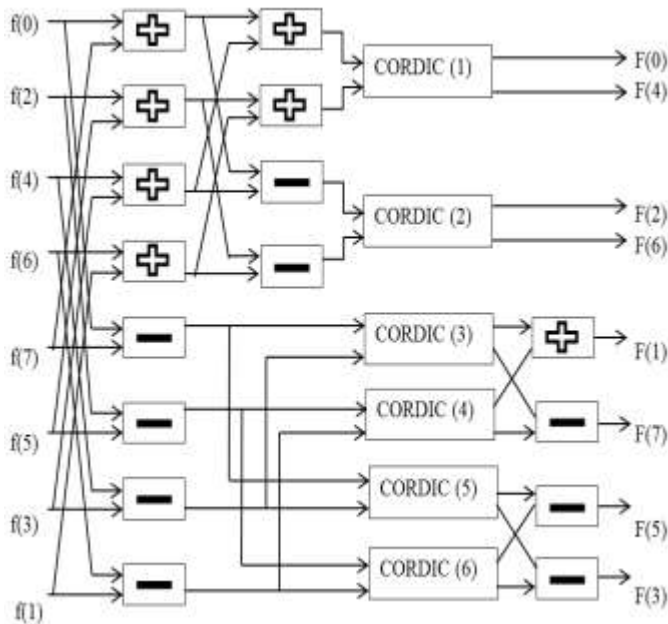 f(0)
f(2)
f(4)
f(6)
f(7)
f(5)
f(3)
f(1)
CORDIC (1)
CORDIC (2)
CORDIC (3)
CORDIC (4)
CORDIC (5)
CORDIC (6)
F(0)
F(4)
F(2)
F(6)
F(1)
F(7)
F(5)
F(3)